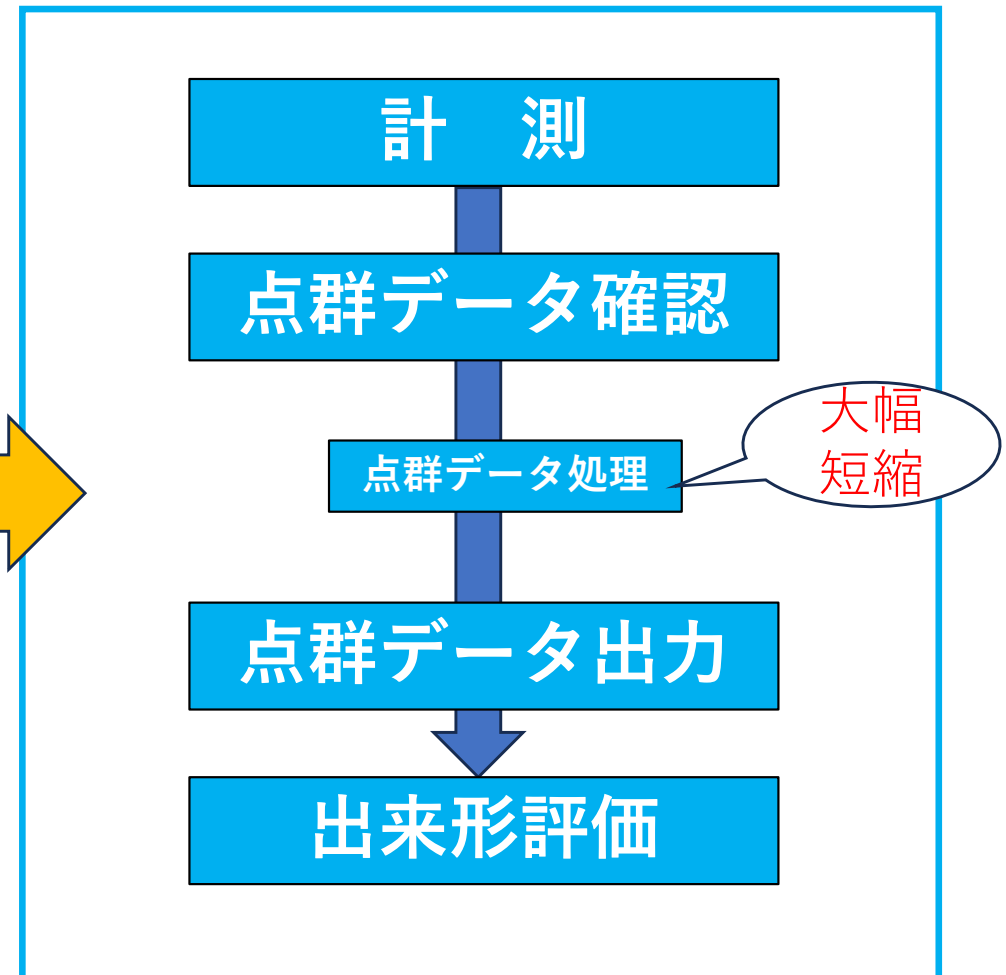 計　測
点群データ確認
大幅
短縮
点群データ処理
点群データ出力
出来形評価